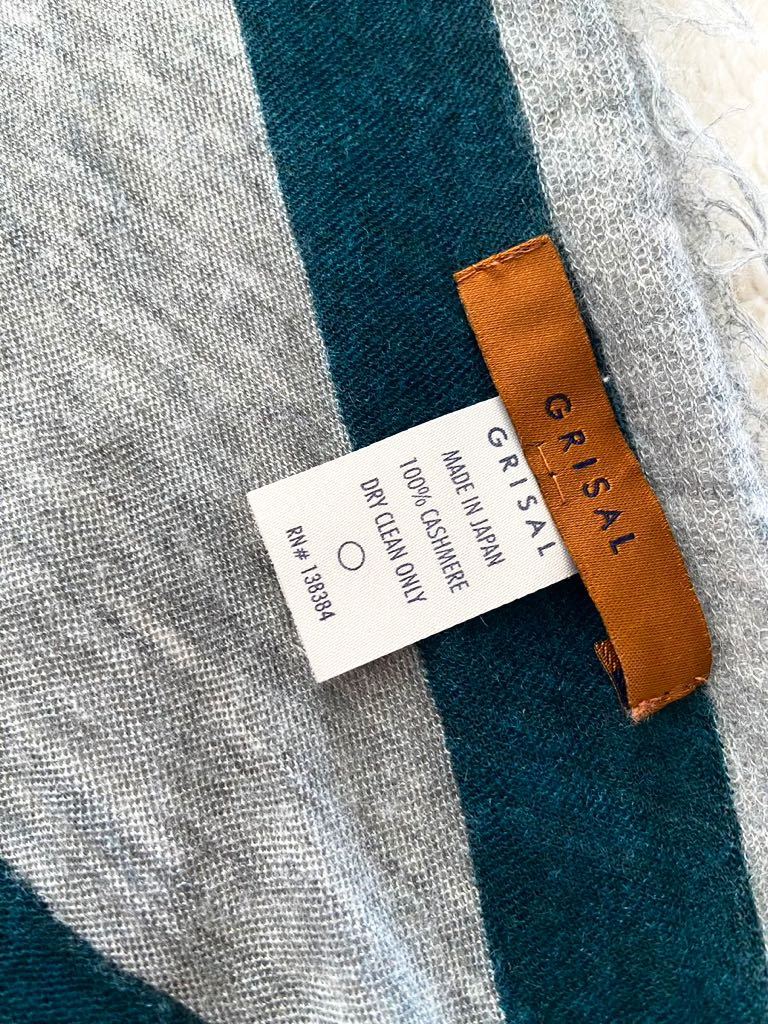 GRISAL
GRISAL
MADE IN JAPAN
100% CASHMERE
DRY CLEAN ONLY
RN# 138384